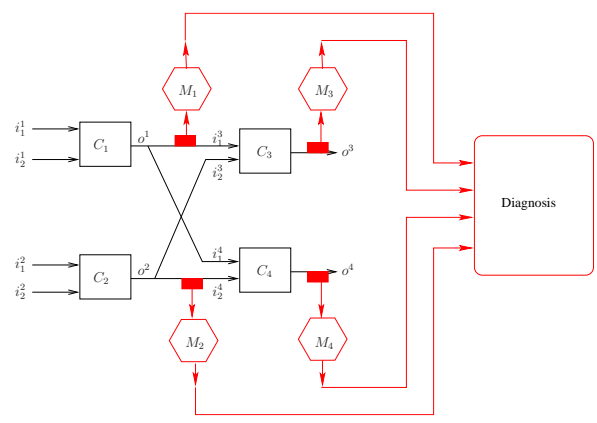 M₁
M₃
i₁¹
C₁
o¹
i₁³
C₃
o³
i₂¹
i₂³
Diagnosis
i₁²
C₂
o²
i₁⁴
C₄
o⁴
i₂²
i₂⁴
M₂
M₄